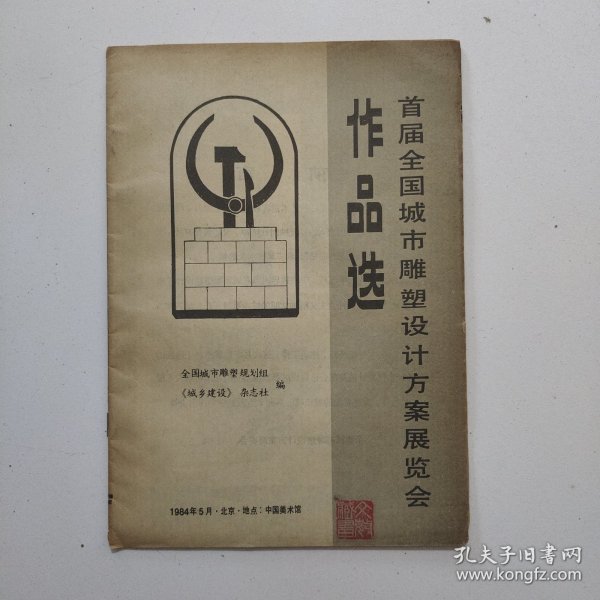 首届全国城市雕塑设计方案展览会
作品选
全国城市雕塑规划组
《城乡建设》 杂志社
编
1984年5月·北京·地点：中国美术馆
孔夫子旧书网
www.kongfz.com